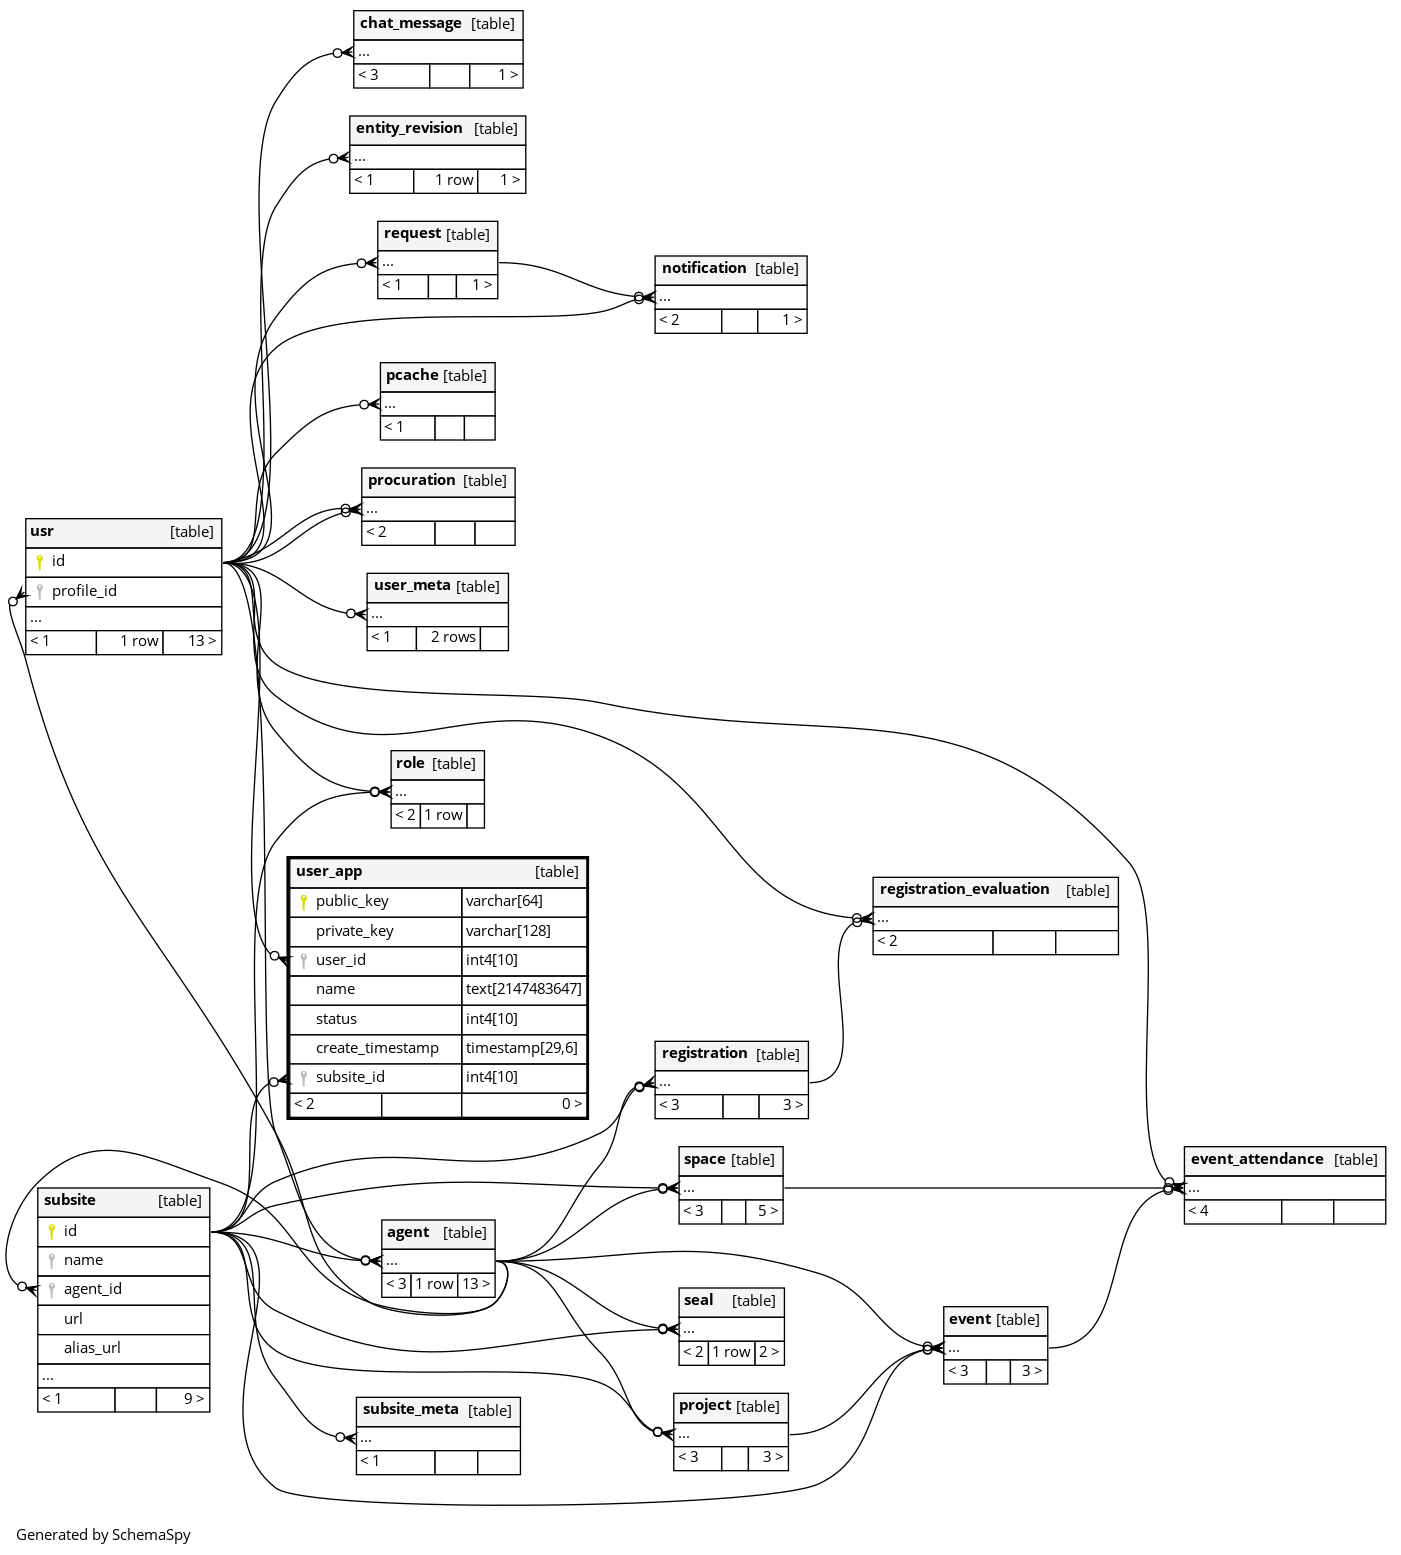 chat_message [table]
...
< 3 1 >
entity_revision [table]
...
< 1 1 row 1 >
request [table]
...
< 1 1 >
notification [table]
...
< 2 1 >
pcache [table]
...
< 1
procuration [table]
...
< 2
usr [table]
id
profile_id
...
< 1 1 row 13 >
user_meta [table]
...
< 1 2 rows
role [table]
...
< 2 1 row
user_app [table]
public_key varchar[64]
private_key varchar[128]
user_id int4[10]
name text[2147483647]
status int4[10]
create_timestamp timestamp[29,6]
subsite_id int4[10]
< 2 0 >
registration_evaluation [table]
...
< 2
registration [table]
...
< 3 3 >
space [table]
...
< 3 5 >
event_attendance [table]
...
< 4
subsite [table]
id
name
agent_id
url
alias_url
...
< 1 9 >
agent [table]
...
< 3 1 row 13 >
seal [table]
...
< 2 1 row 2 >
event [table]
...
< 3 3 >
subsite_meta [table]
...
< 1
project [table]
...
< 3 3 >
Generated by SchemaSpy